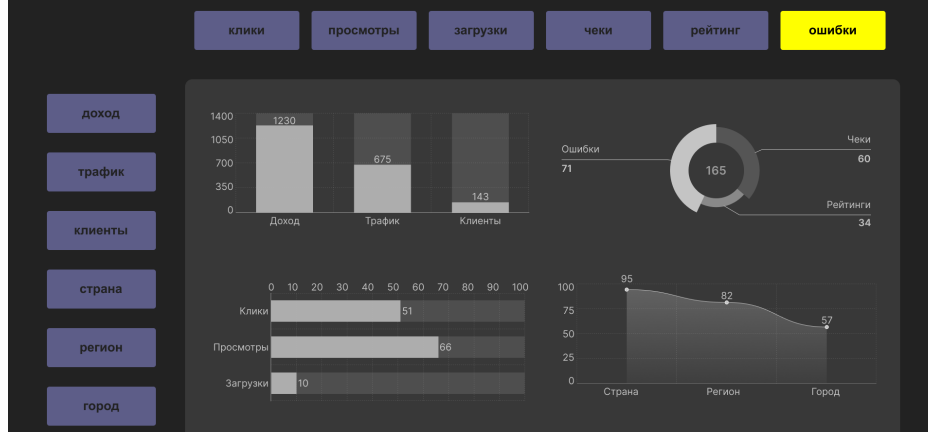 клики просмотры загрузки чеки рейтинг ошибки
доход
трафик
клиенты
страна
регион
город
1400
1050
700
350
0
1230
675
143
Доход Трафик Клиенты
Ошибки
71
165
Чеки
60
Рейтинги
34
0 10 20 30 40 50 60 70 80 90 100
Клики 51
Просмотры 66
Загрузки 10
100
75
50
25
0
95
82
57
Страна Регион Город